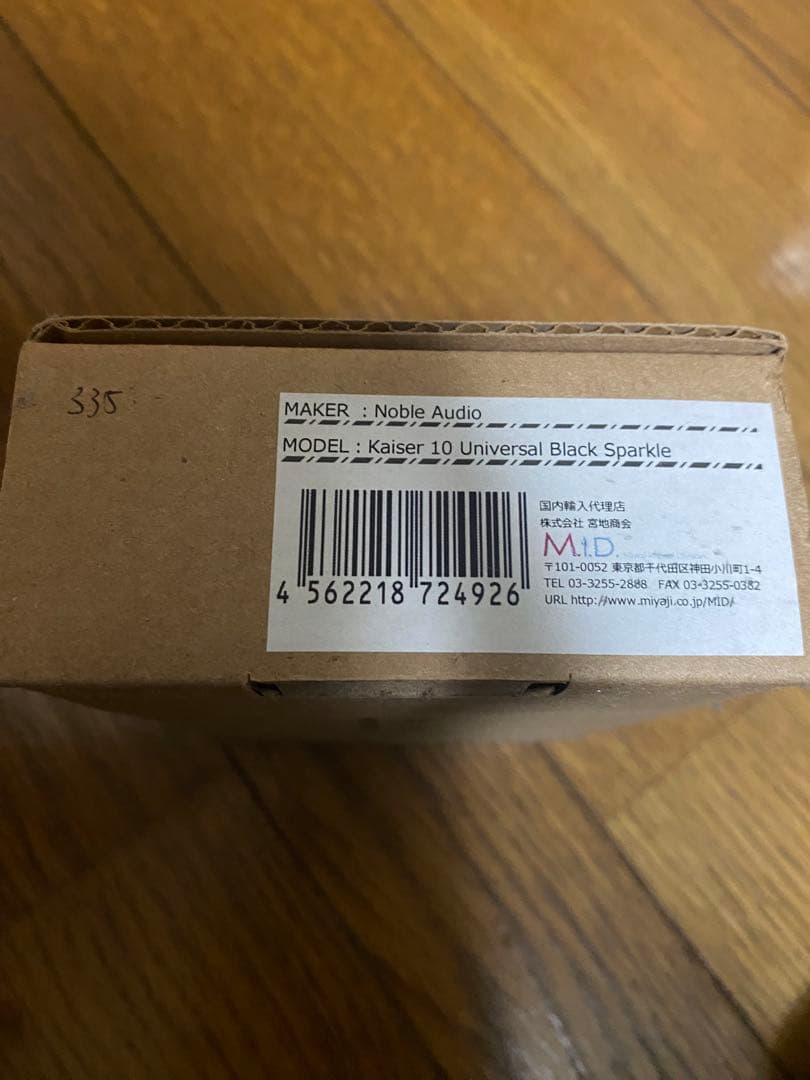 335
MAKER : Noble Audio
MODEL : Kaiser 10 Universal Black Sparkle
4 562218 724926
国内輸入代理店
株式会社 宮地商会
M.I.D.
〒101-0052 東京都千代田区神田小川町1-4
TEL 03-3255-2888 FAX 03-3255-0382
URL http://www.miyaji.co.jp/MID/